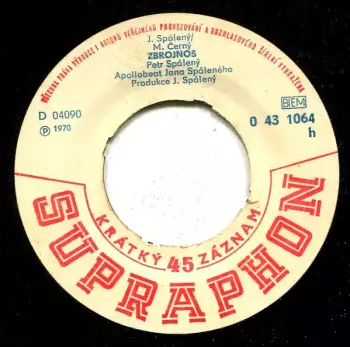 VŠECHNA PRÁVA VÝROBCE I AUTORŮ VEŘEJNÉHO PROVOZOVÁNÍ A ROZHLASOVÉHO ŠÍŘENÍ VYHRAZENA
J. Spálený/
M. Černý
ZBROJNOŠ
Petr Spálený
Apollobeat Jana Spáleného
Produkce J. Spálený
D 04090
℗ 1970
BIEM
0 43 1064
h
KRÁTKÝ 45 ZÁZNAM
SUPRAPHON